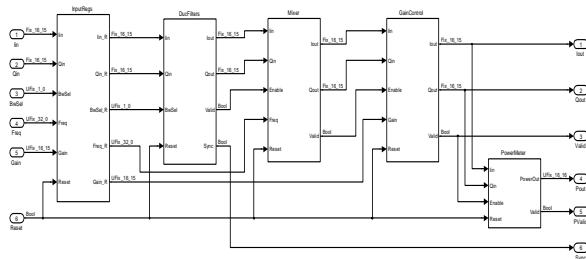 InputRegs
DucFilters
Mixer
GainControl
1
Iin
Fix_16_15
Iin
Iin_R
Fix_16_15
Iin
Iout
Fix_16_15
Iin
Iout
Fix_16_15
Iin
Iout
Fix_16_15
1
Iout
2
Qin
Fix_16_15
Qin
Qin_R
Fix_16_15
Qin
Qout
Fix_16_15
Qin
Qout
Fix_16_15
Qin
Qout
Fix_16_15
2
Qout
3
BwSel
UFix_1_0
BwSel
BwSel_R
UFix_1_0
BwSel
Valid
Bool
Enable
Valid
Bool
Enable
Valid
Bool
3
Valid
4
Freq
UFix_32_0
Freq
Freq_R
UFix_32_0
Reset
Sync
Bool
Freq
Gain
5
Gain
UFix_16_15
Gain
Gain_R
UFix_16_15
Reset
Reset
6
Reset
Bool
Reset
PowerMeter
Iin
Qin
Enable
Reset
PowerOut
UFix_16_16
4
Pout
Valid
Bool
5
PValid
6